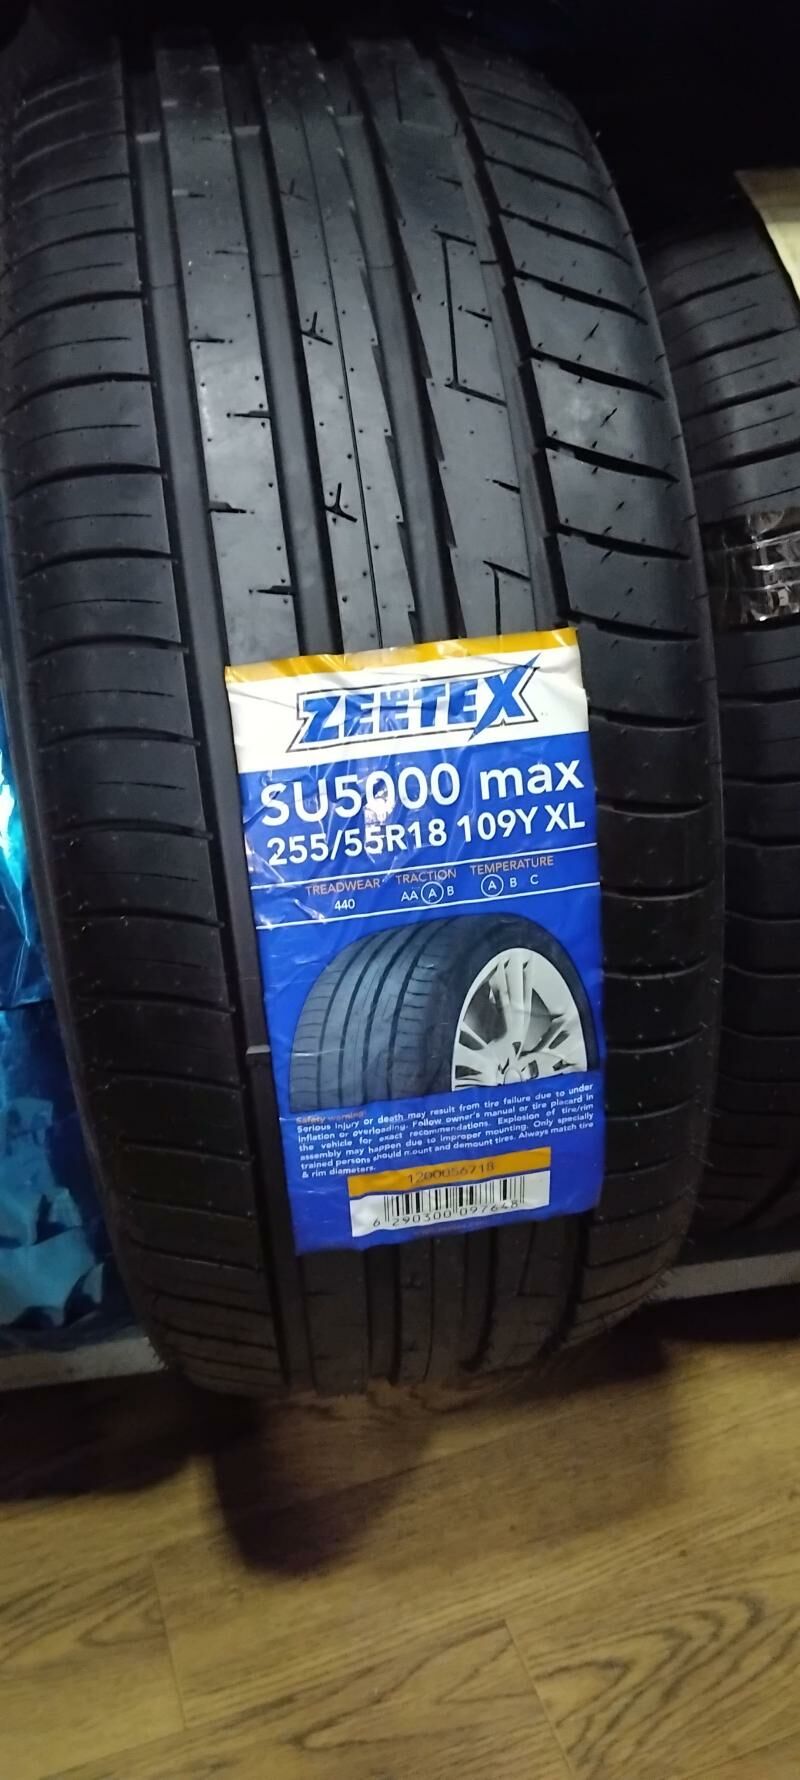 ZEETEX
SU5000 max
255/55R18 109Y XL
TREADWEAR TRACTION TEMPERATURE
440 AA A B A B C
Safety warning:
Serious injury or death may result from tire failure due to under
inflation or overloading. Follow owner's manual or tire placard in
the vehicle for exact recommendations. Explosion of tire/rim
assembly may happen due to improper mounting. Only specially
trained persons should mount and demount tires. Always match tire
& rim diameters.
1200056718
6 290300 097648